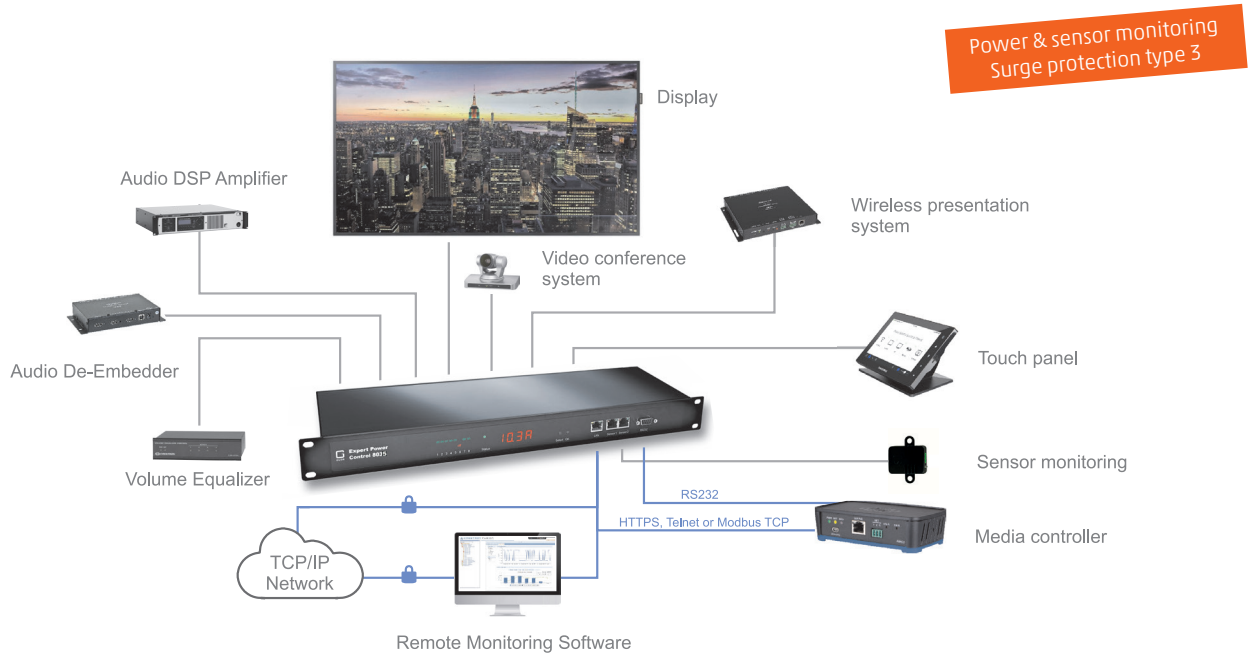 Power & sensor monitoring
Surge protection type 3
Display
Audio DSP Amplifier
Wireless presentation
system
Video conference
system
Touch panel
Audio De-Embedder
10.3A
Expert Power
Control 8035
Volume Equalizer
Sensor monitoring
RS232
HTTPS, Telnet or Modbus TCP
Media controller
TCP/IP
Network
Remote Monitoring Software